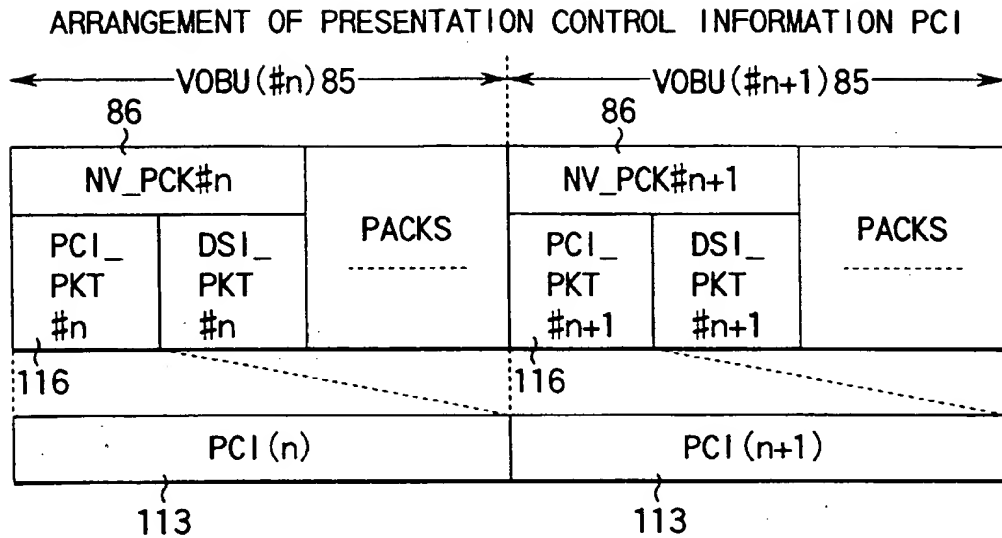 ARRANGEMENT OF PRESENTATION CONTROL INFORMATION PCI
VOBU(#n)85 VOBU(#n+1)85
86 86
NV_PCK#n NV_PCK#n+1
PCI_ DSI_ PACKS PCI_ DSI_ PACKS
PKT PKT PKT PKT
#n #n #n+1 #n+1
116 116
PCI(n) PCI(n+1)
113 113